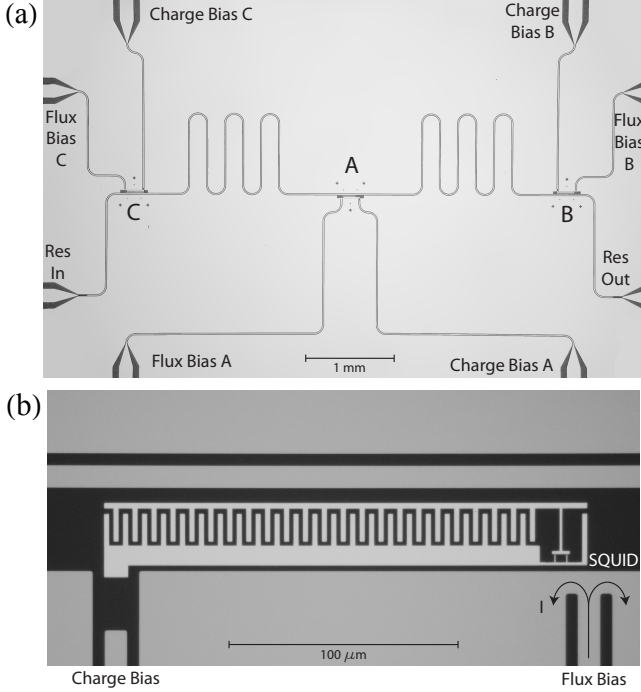 (a)
Charge Bias C
Charge
Bias B
Flux
Bias
C
Flux
Bias
B
A
C
B
Res
In
Res
Out
Flux Bias A
1 mm
Charge Bias A
(b)
SQUID
I
100 μm
Charge Bias
Flux Bias